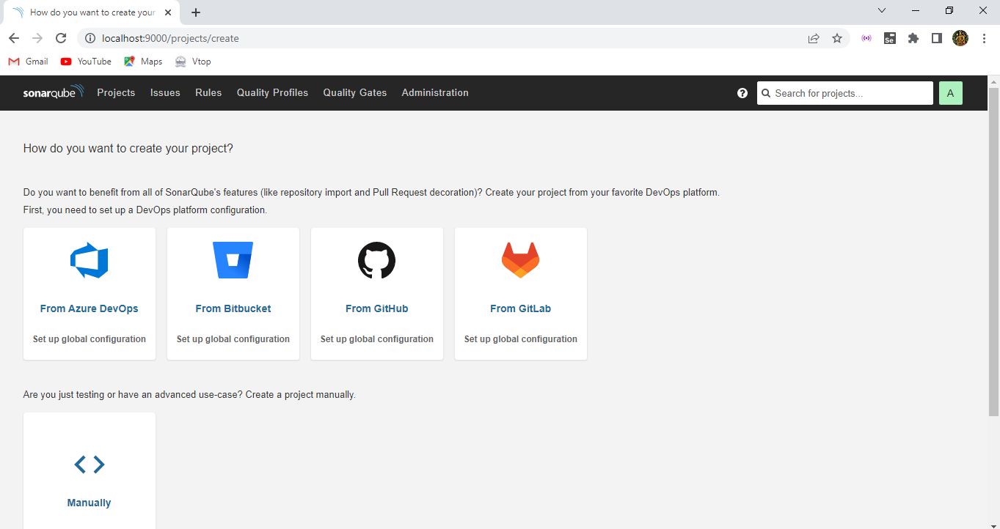 How do you want to create your
localhost:9000/projects/create
Se
Gmail YouTube Maps Vtop
sonarqube Projects Issues Rules Quality Profiles Quality Gates Administration ? Search for projects... A
How do you want to create your project?
Do you want to benefit from all of SonarQube's features (like repository import and Pull Request decoration)? Create your project from your favorite DevOps platform.
First, you need to set up a DevOps platform configuration.
From Azure DevOps From Bitbucket From GitHub From GitLab
Set up global configuration Set up global configuration Set up global configuration Set up global configuration
Are you just testing or have an advanced use-case? Create a project manually.
Manually